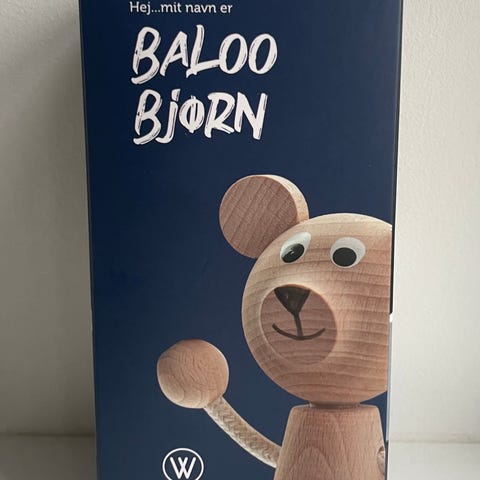 Hej...mit navn er
BALOO
BJØRN
W